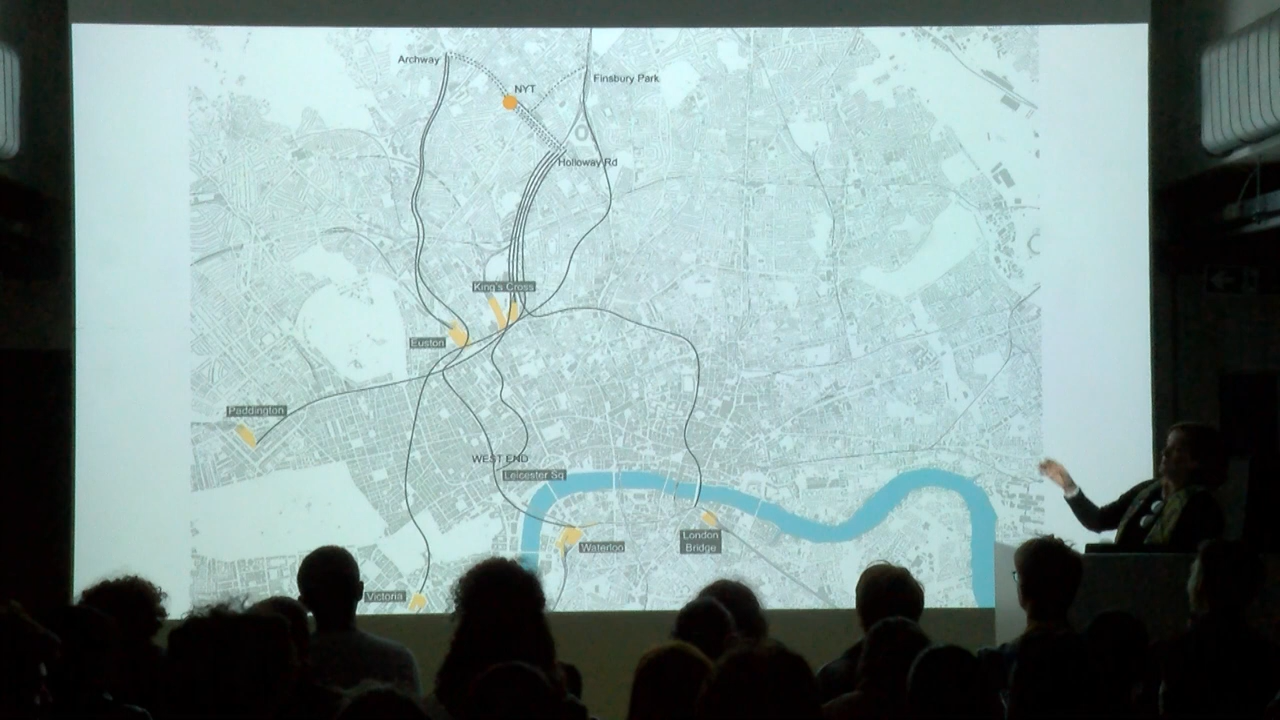 Archway
Finsbury Park
NYT
Holloway Rd
King's Cross
Euston
Paddington
WEST END
Leicester Sq
London
Bridge
Waterloo
Victoria